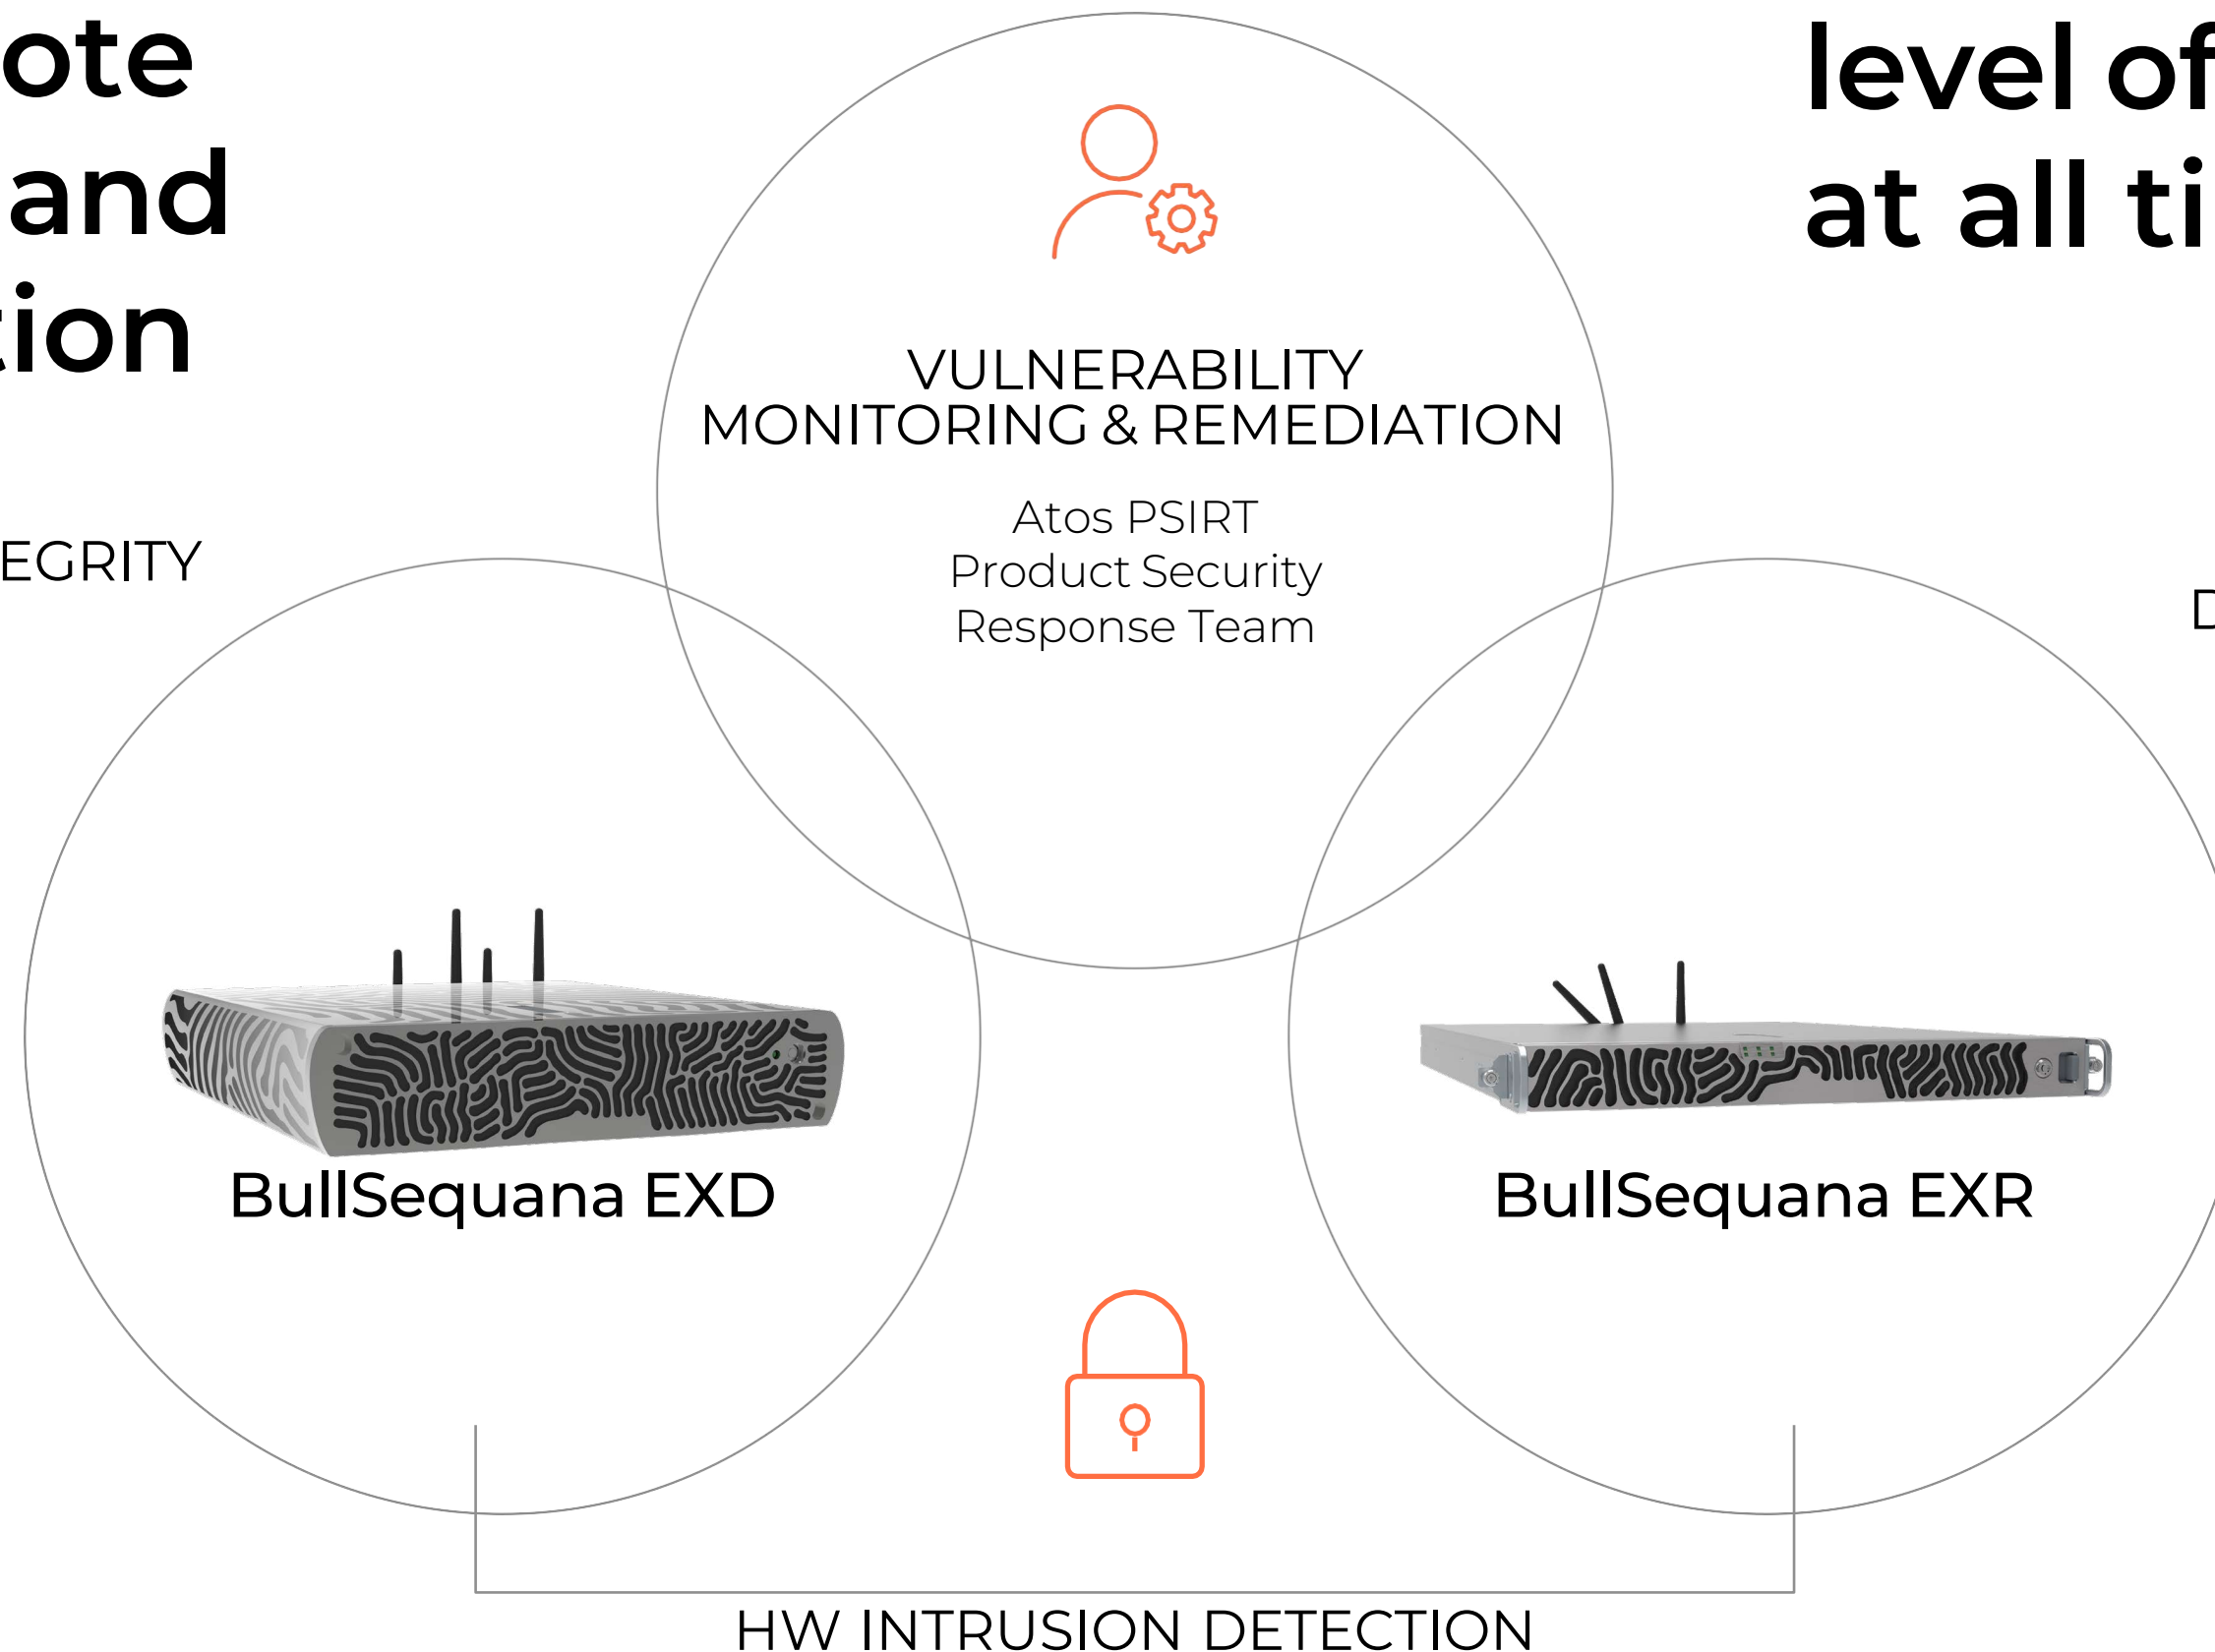 ote
and
tion
level of
at all ti
VULNERABILITY
MONITORING & REMEDIATION
Atos PSIRT
Product Security
Response Team
EGRITY
D
BullSequana EXD
BullSequana EXR
HW INTRUSION DETECTION